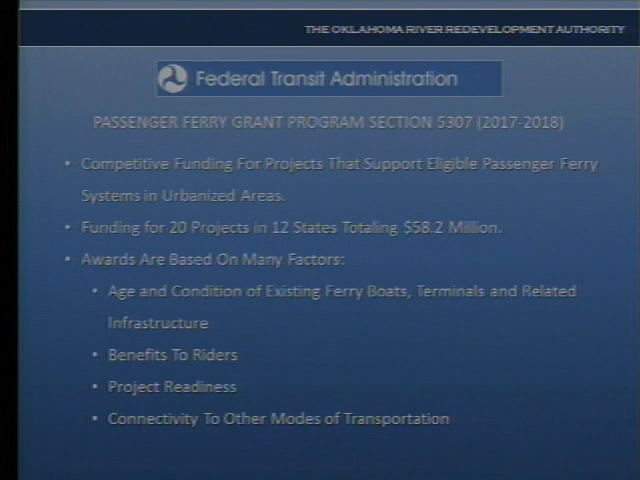 THE OKLAHOMA RIVER REDEVELOPMENT AUTHORITY
Federal Transit Administration
PASSENGER FERRY GRANT PROGRAM SECTION 5307 (2017-2018)
• Competitive Funding For Projects That Support Eligible Passenger Ferry
Systems in Urbanized Areas.
• Funding for 20 Projects in 12 States Totaling $58.2 Million.
• Awards Are Based On Many Factors:
• Age and Condition of Existing Ferry Boats, Terminals and Related
Infrastructure
• Benefits To Riders
• Project Readiness
• Connectivity To Other Modes of Transportation